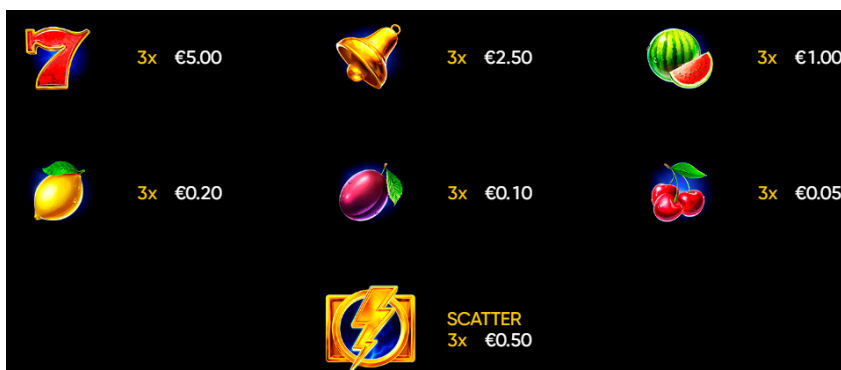 3x €5.00
3x €2.50
3x €1.00
3x €0.20
3x €0.10
3x €0.05
SCATTER
3x €0.50